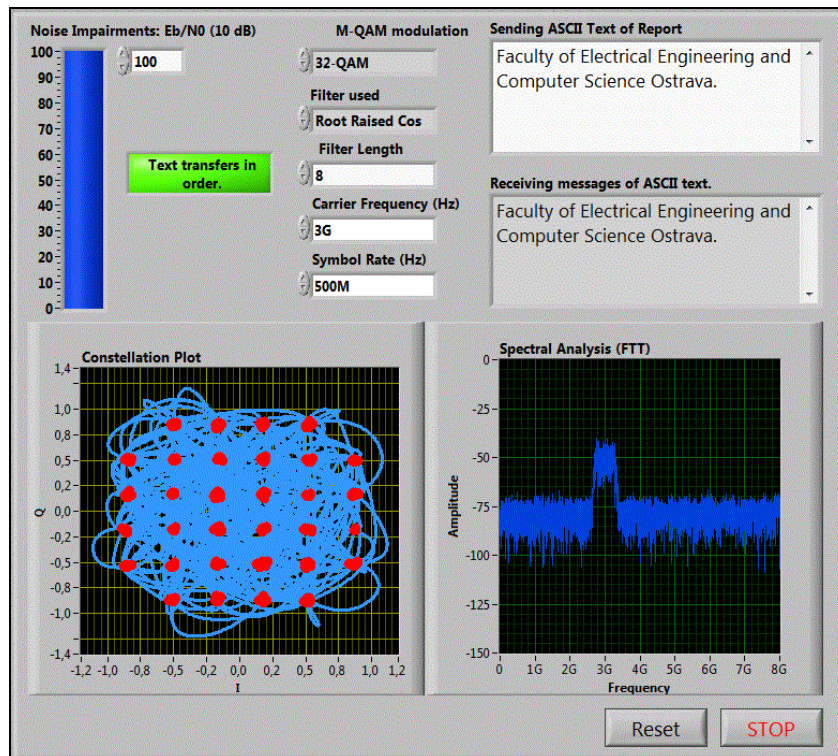 Noise Impairments: Eb/N0 (10 dB)
100
90
80
70
60
50
40
30
20
10
0
100
Text transfers in
order.
M-QAM modulation
32-QAM
Filter used
Root Raised Cos
Filter Length
8
Carrier Frequency (Hz)
3G
Symbol Rate (Hz)
500M
Sending ASCII Text of Report
Faculty of Electrical Engineering and
Computer Science Ostrava.
Receiving messages of ASCII text.
Faculty of Electrical Engineering and
Computer Science Ostrava.
Constellation Plot
1,4
1,0
0,8
0,5
0,2
0,0
-0,2
-0,5
-0,8
-1,0
-1,4
Q
-1,2 -1,0 -0,8 -0,5 -0,2 0,0 0,2 0,5 0,8 1,0 1,2
I
Spectral Analysis (FTT)
0
-25
-50
-75
-100
-125
-150
Amplitude
0 1G 2G 3G 4G 5G 6G 7G 8G
Frequency
Reset
STOP